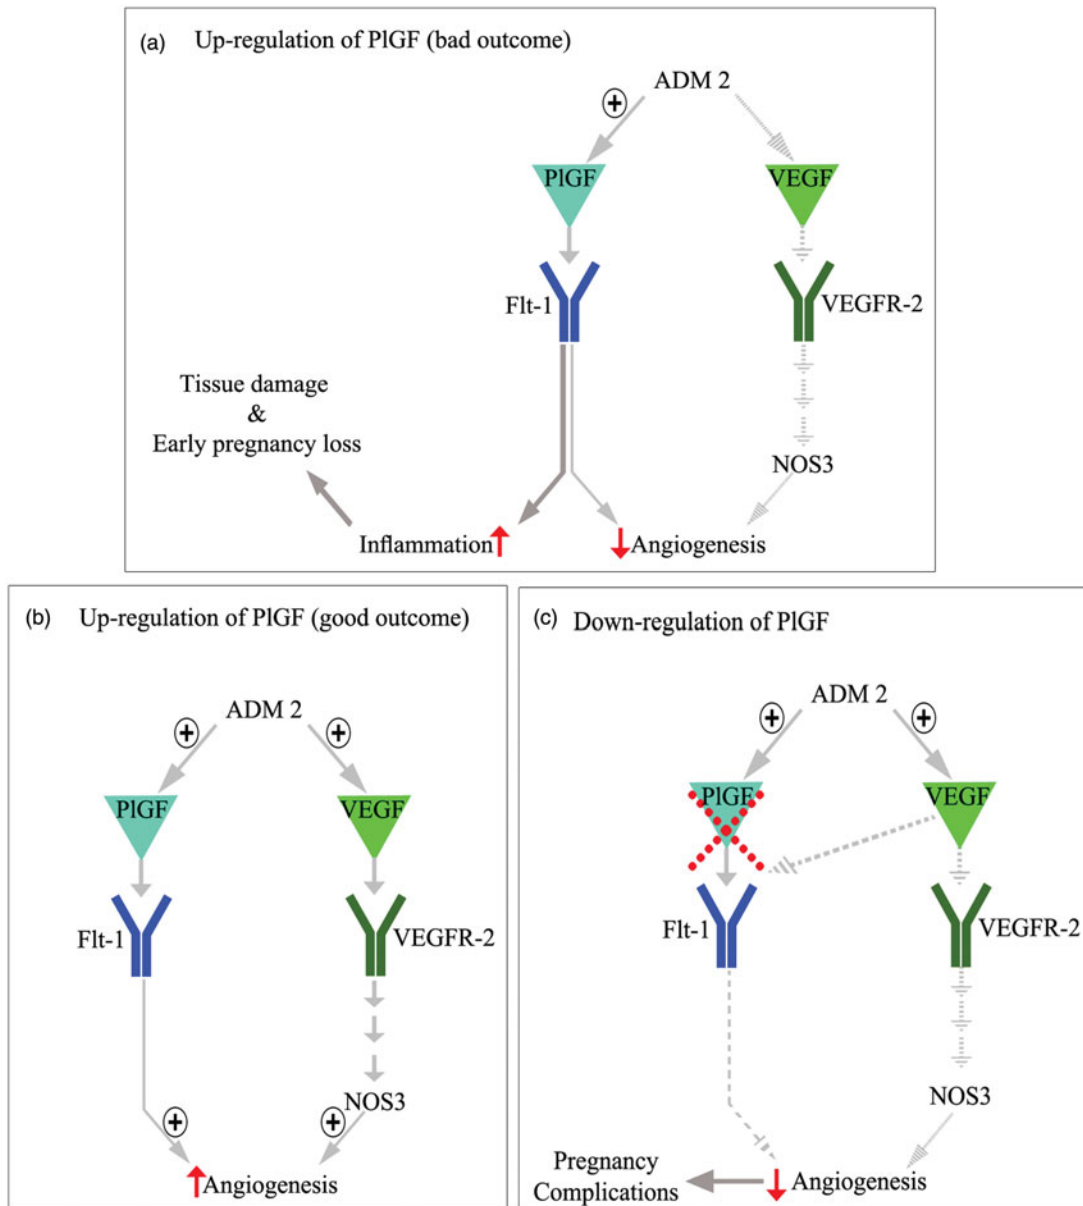 (a) Up-regulation of PlGF (bad outcome)
ADM 2
+
PlGF
VEGF
Flt-1
VEGFR-2
Tissue damage
&
Early pregnancy loss
NOS3
Inflammation
Angiogenesis
(b) Up-regulation of PlGF (good outcome)
ADM 2
+
+
PlGF
VEGF
Flt-1
VEGFR-2
NOS3
+
+
Angiogenesis
(c) Down-regulation of PlGF
ADM 2
+
+
PlGF
VEGF
Flt-1
VEGFR-2
NOS3
Pregnancy
Complications
Angiogenesis